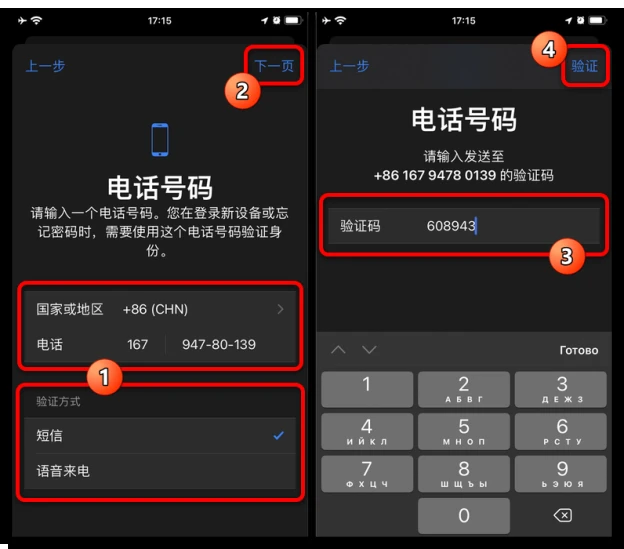 17:15
上一步
下一页
2
电话号码
请输入一个电话号码。您在登录新设备或忘
记密码时，需要使用这个电话号码验证身
份。
国家或地区 +86 (CHN)
电话 167 947-80-139
1
验证方式
短信
语音来电
17:15
4
上一步
验证
电话号码
请输入发送至
+86 167 9478 0139 的验证码
验证码 608943
3
Готово
1 2 3
АБВГ ДЕЖЗ
4 5 6
ИЙКЛ МНОП РСТУ
7 8 9
ФХЦЧ ШЩЪЫ ЬЭЮЯ
0